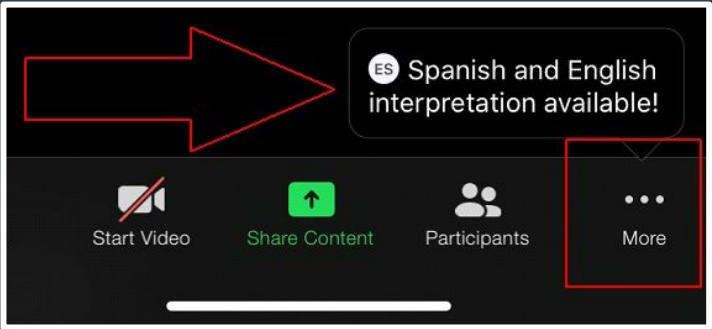 ES Spanish and English
interpretation available!
Start Video
Share Content
Participants
More